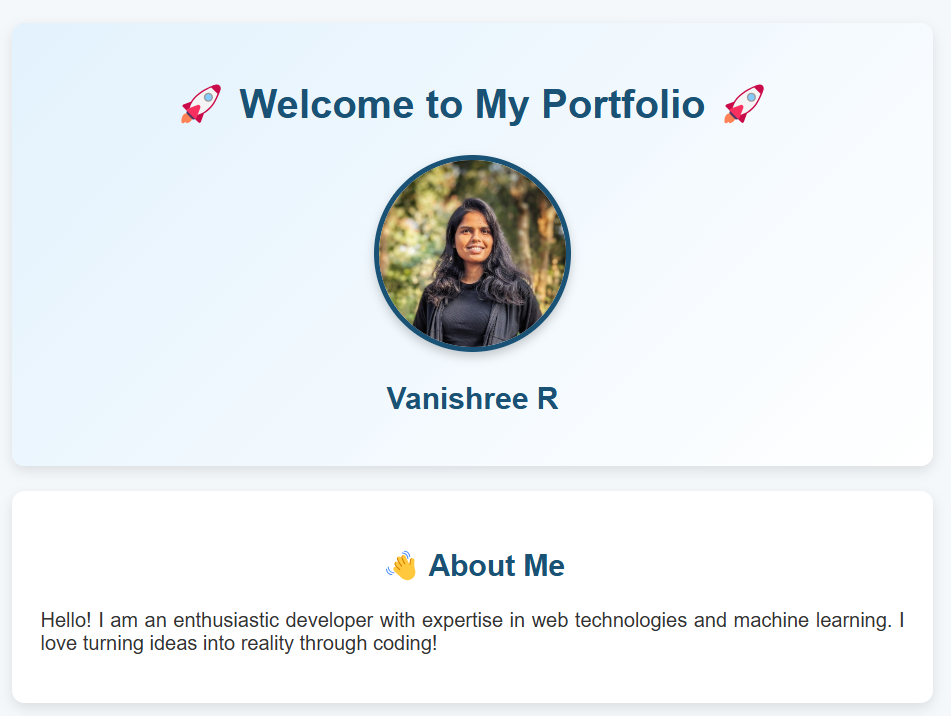 🚀 Welcome to My Portfolio 🚀
Vanishree R
👋 About Me
Hello! I am an enthusiastic developer with expertise in web technologies and machine learning. I
love turning ideas into reality through coding!